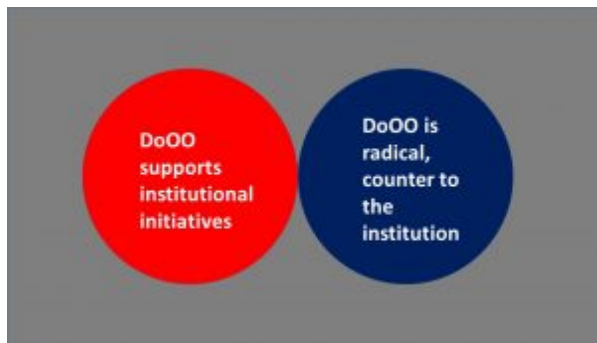 DoOO
supports
institutional
initiatives
DoOO is
radical,
counter to
the
institution